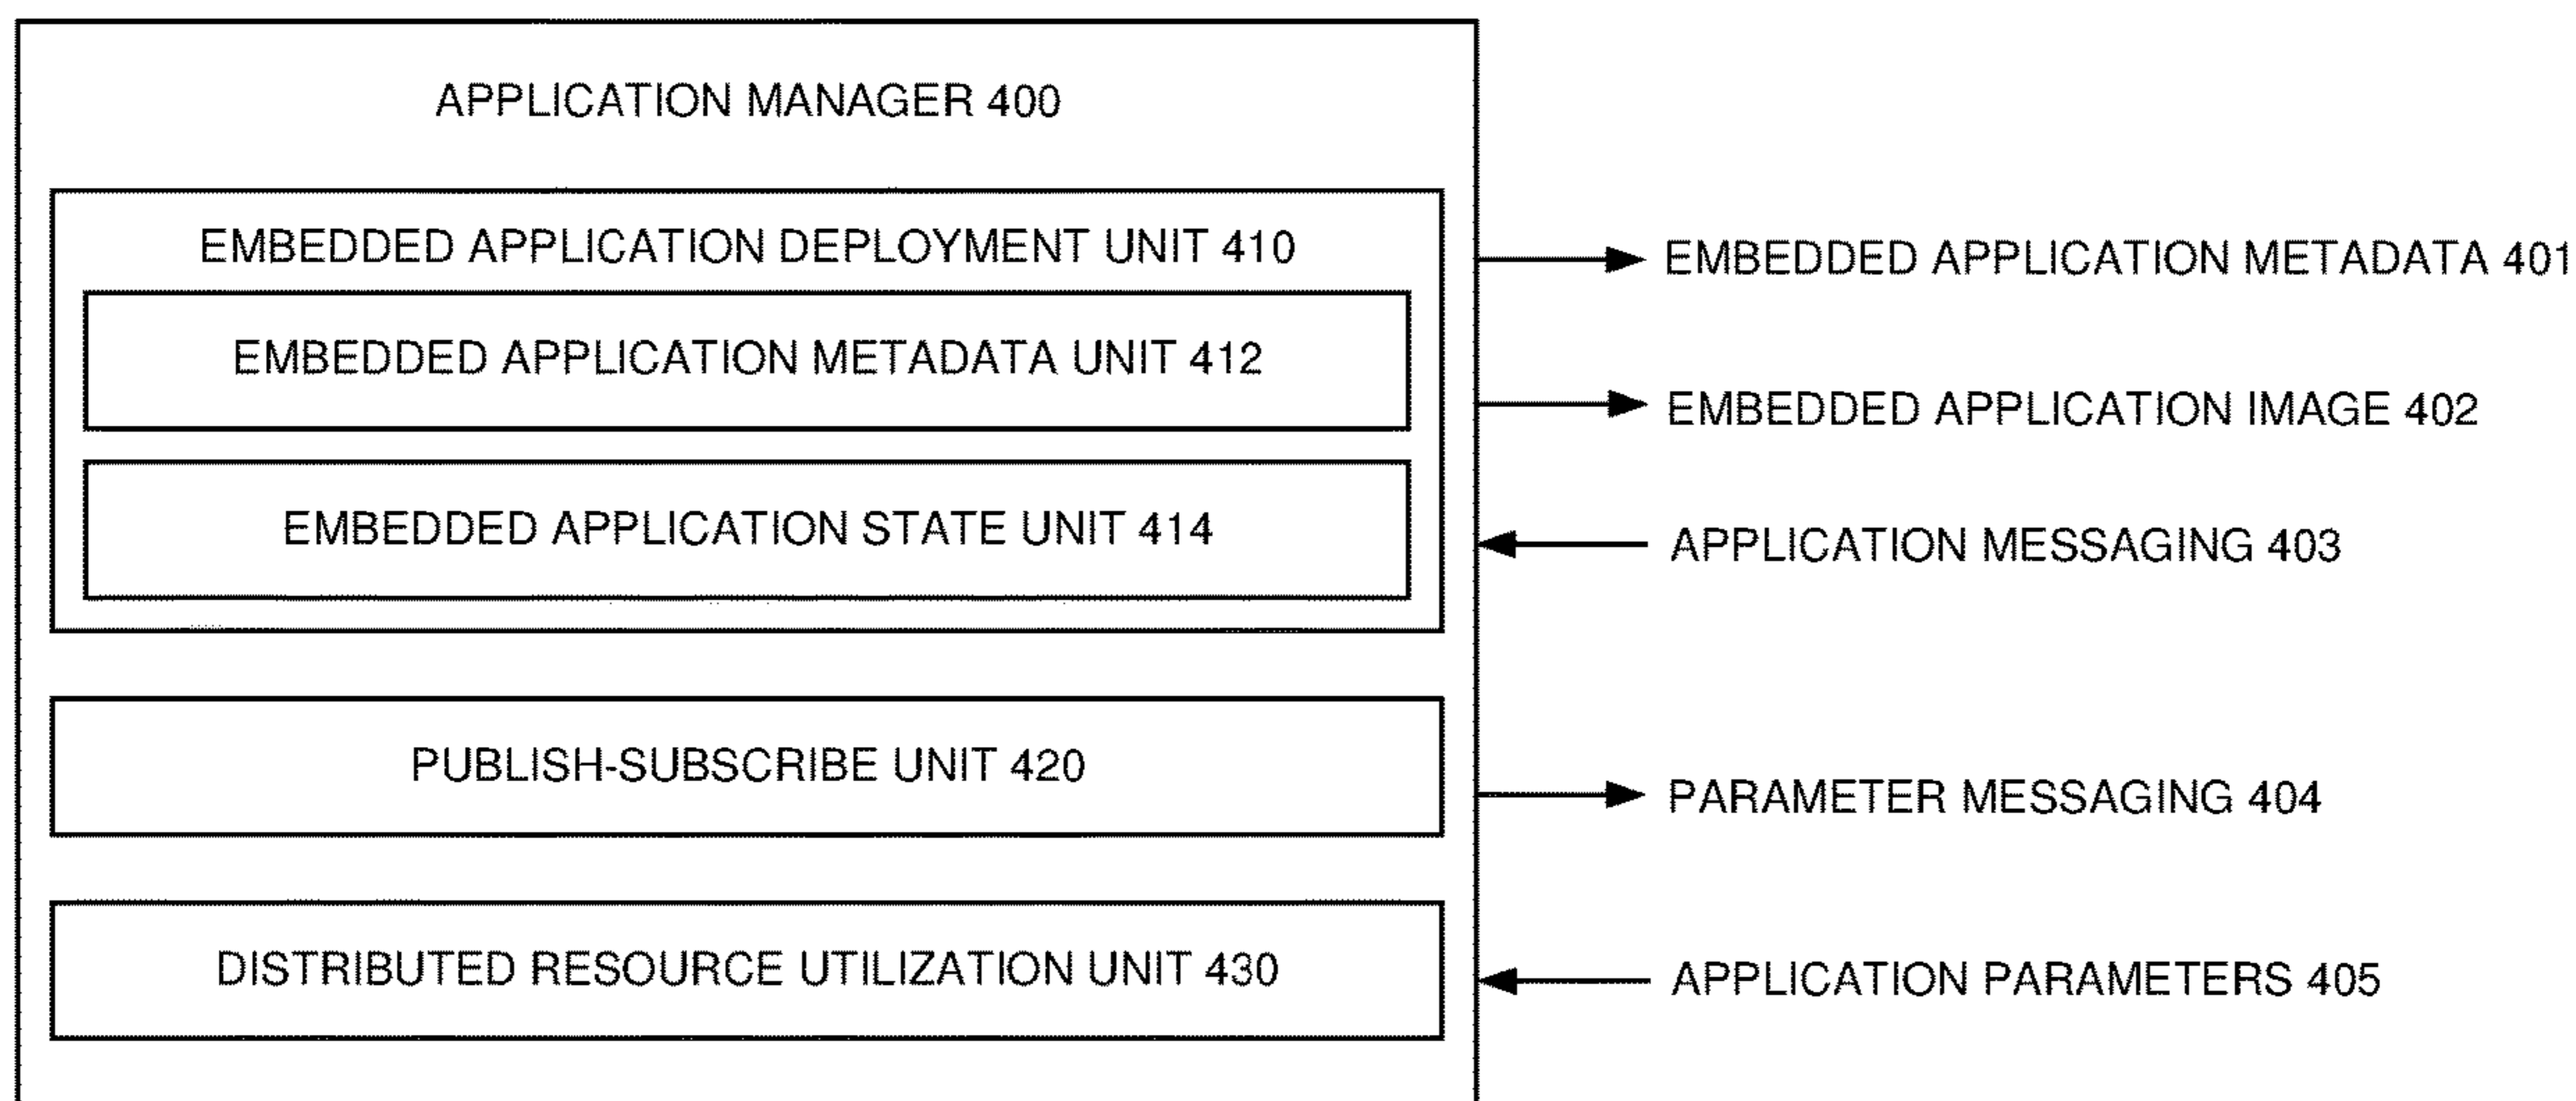 APPLICATION MANAGER 400
EMBEDDED APPLICATION DEPLOYMENT UNIT 410
EMBEDDED APPLICATION METADATA UNIT 412
EMBEDDED APPLICATION STATE UNIT 414
PUBLISH-SUBSCRIBE UNIT 420
DISTRIBUTED RESOURCE UTILIZATION UNIT 430
EMBEDDED APPLICATION METADATA 401
EMBEDDED APPLICATION IMAGE 402
APPLICATION MESSAGING 403
PARAMETER MESSAGING 404
APPLICATION PARAMETERS 405